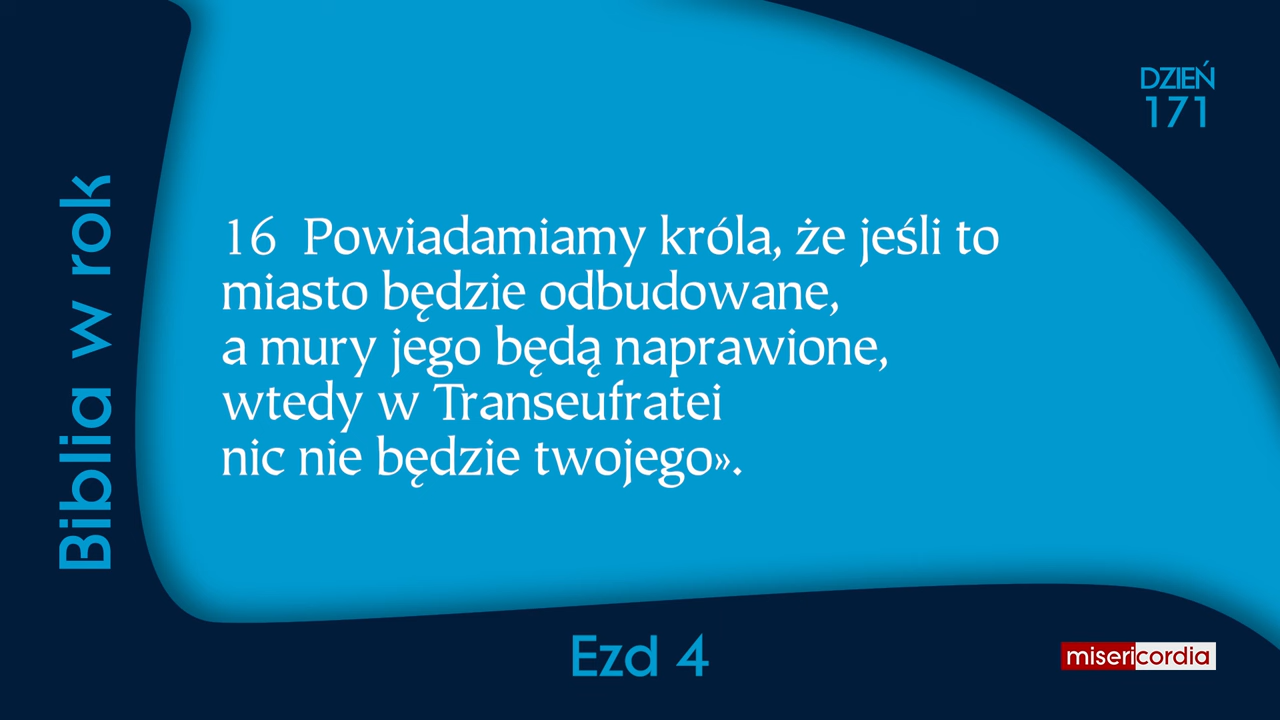 DZIEŃ
171
Biblia w rok
16 Powiadamiamy króla, że jeśli to
miasto będzie odbudowane,
a mury jego będą naprawione,
wtedy w Transeufratei
nic nie będzie twojego».
Ezd 4
misericordia